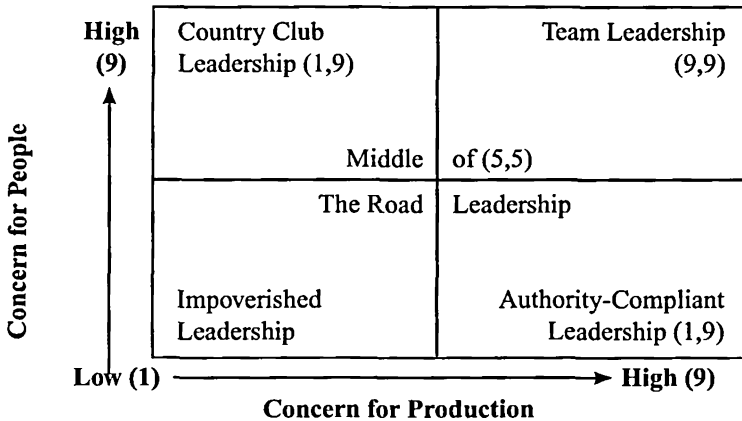 High
(9)
Country Club
Leadership (1,9)
Team Leadership
(9,9)
Concern for People
Middle of (5,5)
The Road Leadership
Impoverished
Leadership
Authority-Compliant
Leadership (1,9)
Low (1)
High (9)
Concern for Production